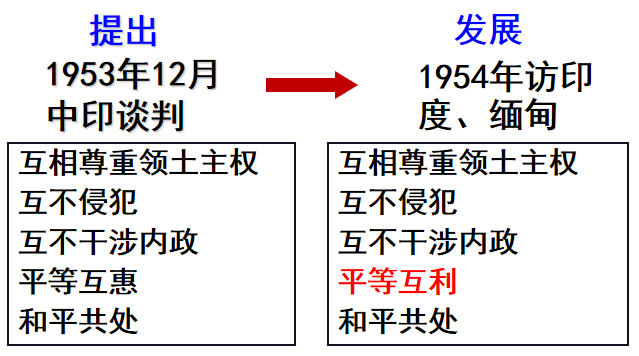 提出
1953年12月
中印谈判
互相尊重领土主权
互不侵犯
互不干涉内政
平等互惠
和平共处
发展
1954年访印
度、缅甸
互相尊重领土主权
互不侵犯
互不干涉内政
平等互利
和平共处